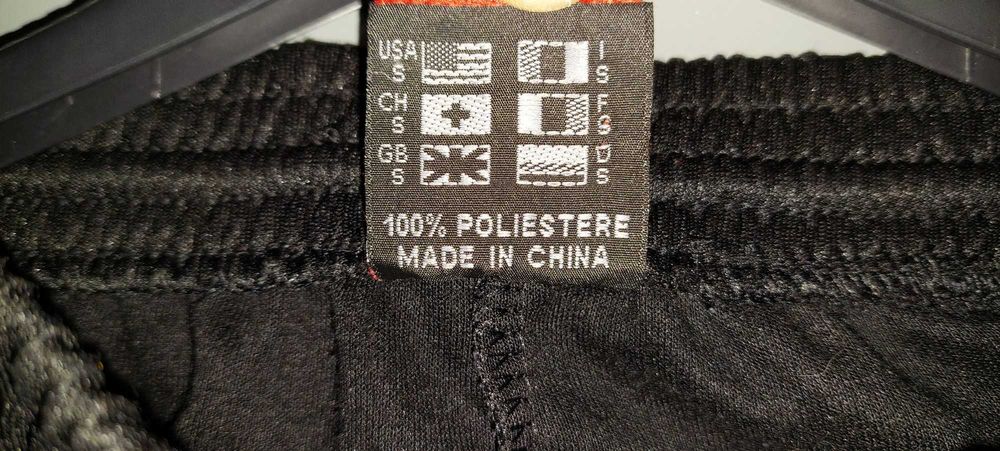 USA I
S S
CH F
S S
GB D
S S
100% POLIESTERE
MADE IN CHINA